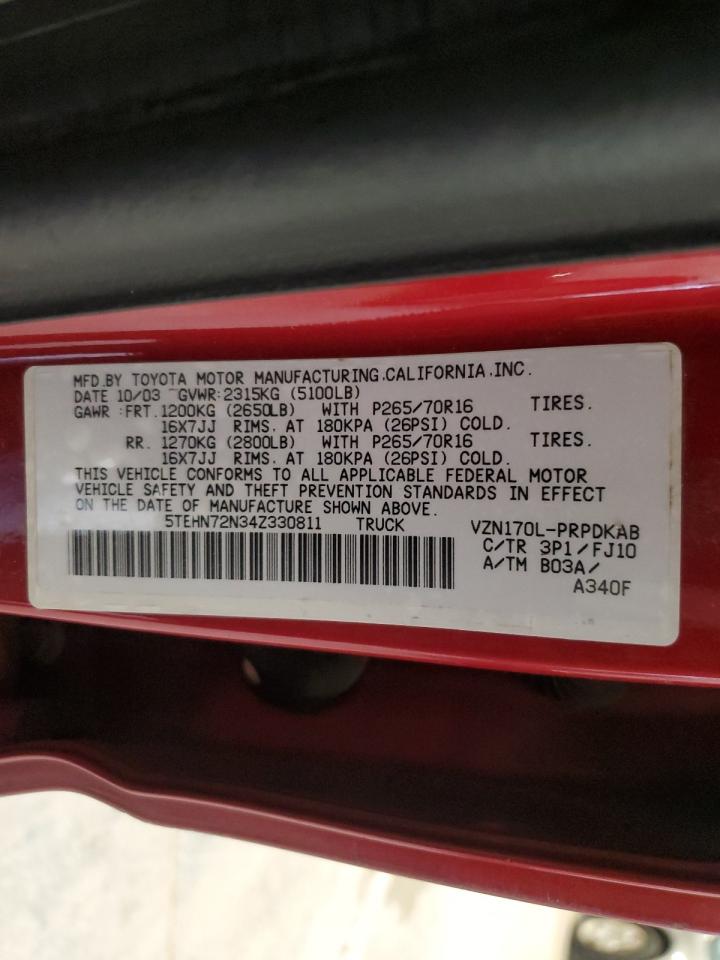 MFD.BY TOYOTA MOTOR MANUFACTURING.CALIFORNIA.INC.
DATE 10/03 GVWR:2315KG (5100LB)
GAWR :FRT.1200KG (2650LB) WITH P265/70R16 TIRES.
16X7JJ RIMS. AT 180KPA (26PSI) COLD.
RR. 1270KG (2800LB) WITH P265/70R16 TIRES.
16X7JJ RIMS. AT 180KPA (26PSI) COLD.
THIS VEHICLE CONFORMS TO ALL APPLICABLE FEDERAL MOTOR
VEHICLE SAFETY AND THEFT PREVENTION STANDARDS IN EFFECT
ON THE DATE OF MANUFACTURE SHOWN ABOVE.
5TEHN72N34Z330811 TRUCK VZN170L-PRPDKAB
C/TR 3P1/FJ10
A/TM B03A/
A340F